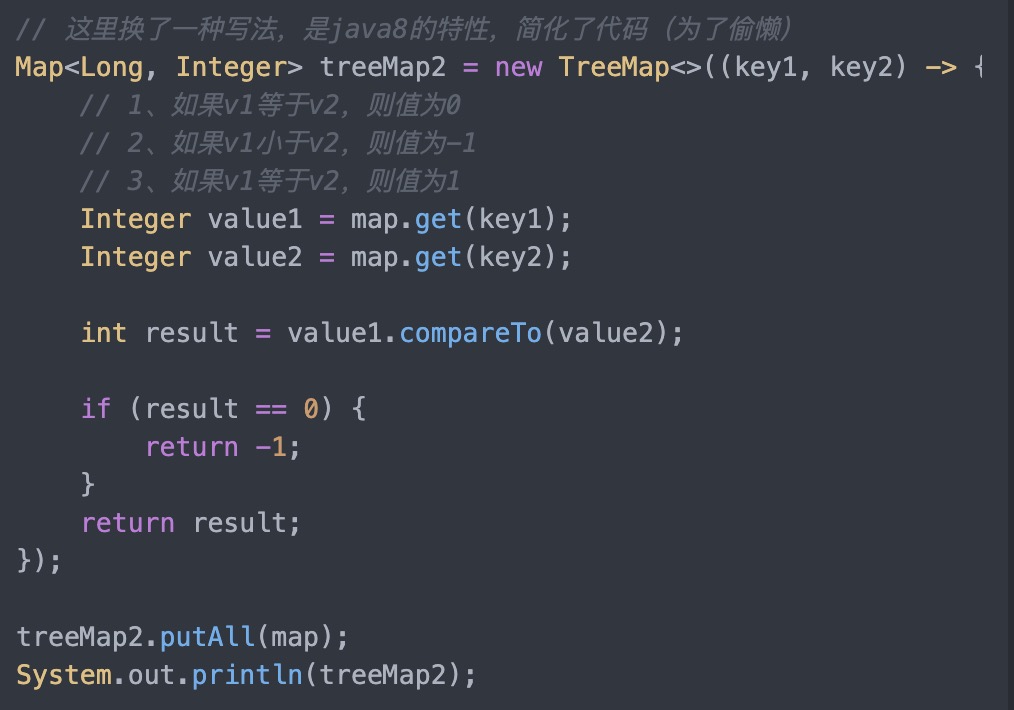 // 这里换了一种写法，是java8的特性，简化了代码（为了偷懒）
Map<Long, Integer> treeMap2 = new TreeMap<>((key1, key2) -> {
    // 1、如果v1等于v2，则值为0
    // 2、如果v1小于v2，则值为-1
    // 3、如果v1等于v2，则值为1
    Integer value1 = map.get(key1);
    Integer value2 = map.get(key2);

    int result = value1.compareTo(value2);

    if (result == 0) {
        return -1;
    }
    return result;
});

treeMap2.putAll(map);
System.out.println(treeMap2);